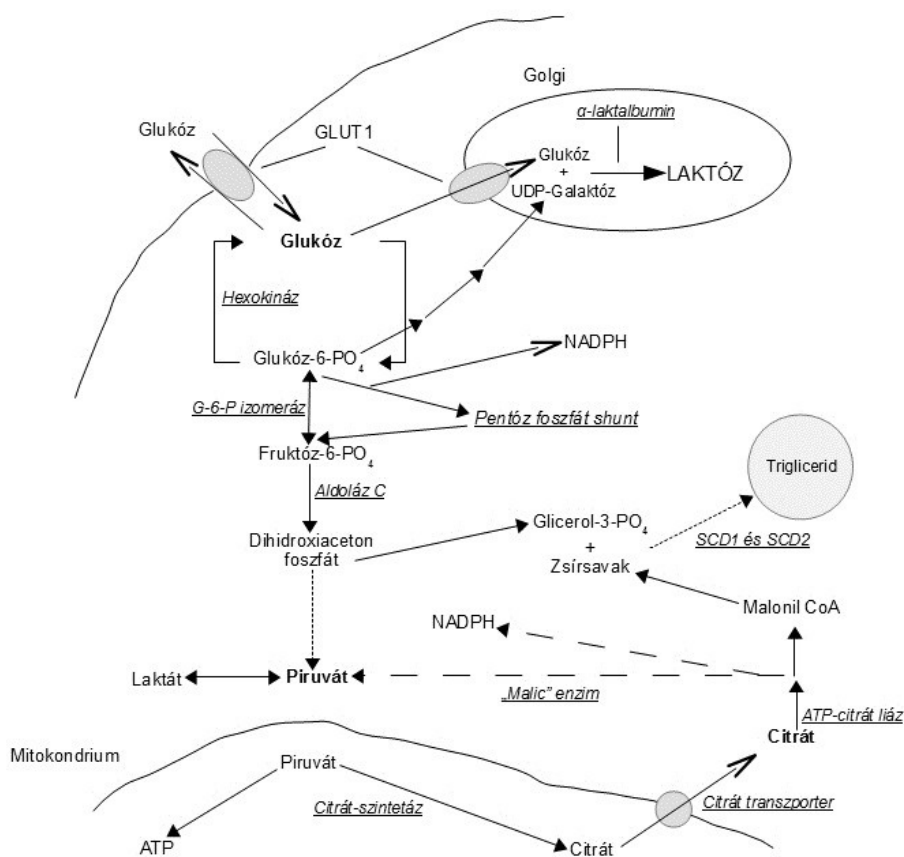 Golgi
α-laktalbumin
Glukóz
GLUT1
Glukóz
+
UDP-Galaktóz
LAKTÓZ
Glukóz
Hexokináz
Glukóz-6-PO4
NADPH
G-6-P izomeráz
Pentóz foszfát shunt
Fruktóz-6-PO4
Aldoláz C
Triglicerid
Dihidroxiaceton
foszfát
Glicerol-3-PO4
+
Zsírsavak
SCD1 és SCD2
Malonil CoA
NADPH
Laktát
Piruvát
„Malic” enzim
ATP-citrát liáz
Citrát
Mitokondrium
Piruvát
Citrát-szintetáz
Citrát transzporter
ATP
Citrát